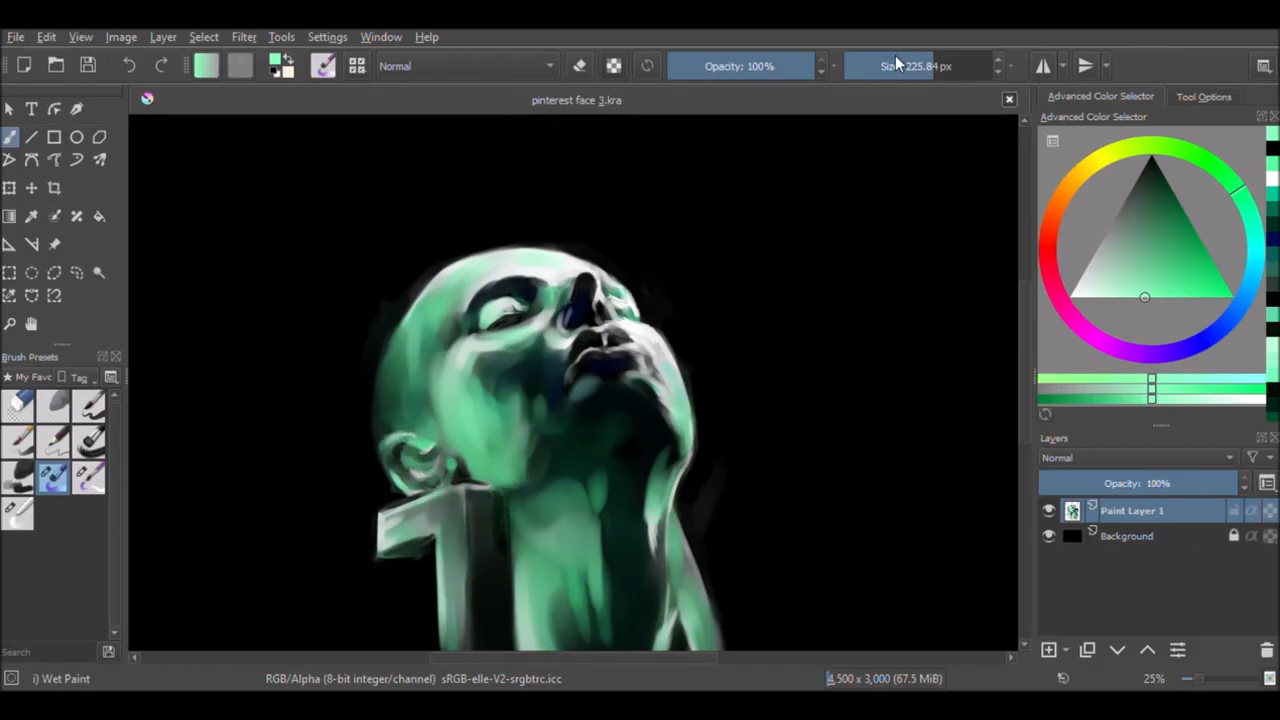 File Edit View Image Layer Select Filter Tools Settings Window Help
Normal
Opacity: 100%
Size: 225.84 px
pinterest face 3.kra
Advanced Color Selector
Tool Options
Advanced Color Selector
Brush Presets
My Favo
Tag
Layers
Normal
Opacity: 100%
Paint Layer 1
Background
Search
i) Wet Paint
RGB/Alpha (8-bit integer/channel) sRGB-elle-V2-srgbtrc.icc
4,500 x 3,000 (67.5 MiB)
25%